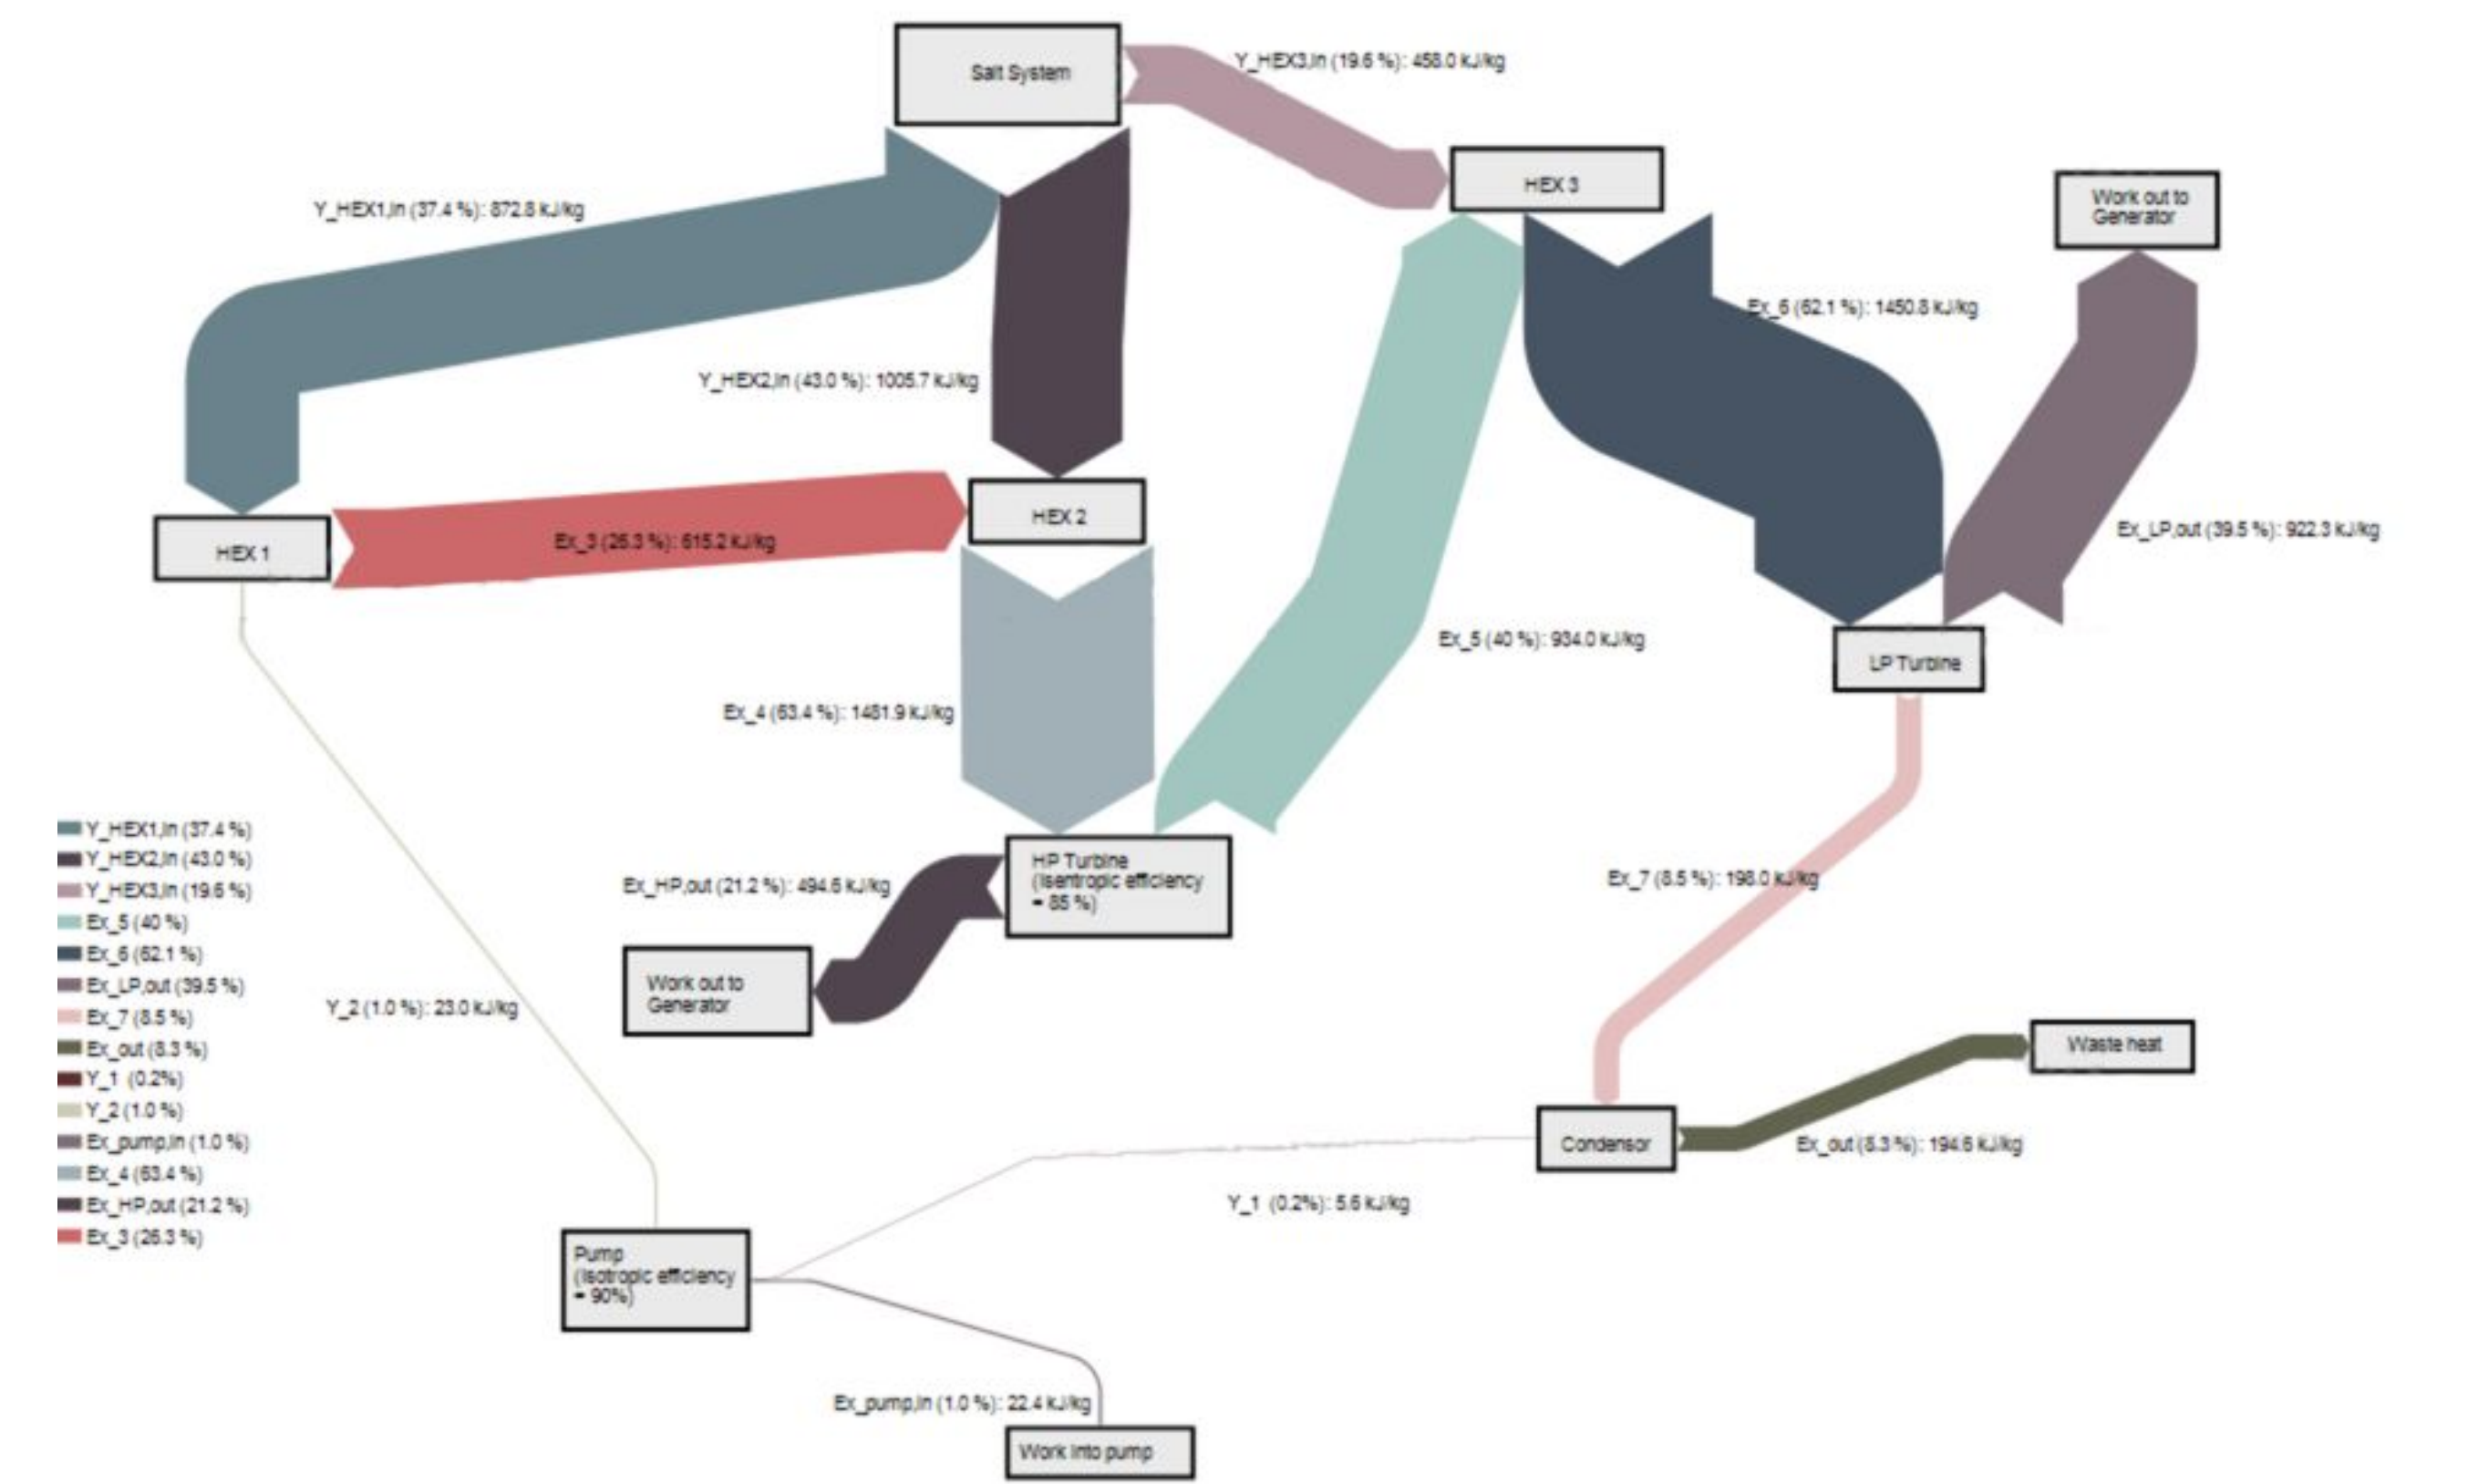 Salt System
Y_HEX3,in (19.6 %): 458.0 kJ/kg
HEX 3
Work out to
Generator
Y_HEX1,in (37.4 %): 872.8 kJ/kg
Ex_6 (62.1 %): 1450.8 kJ/kg
Y_HEX2,in (43.0 %): 1005.7 kJ/kg
HEX 2
HEX 1
Ex_3 (26.3 %): 615.2 kJ/kg
Ex_LP,out (39.5 %): 922.3 kJ/kg
Ex_5 (40 %): 934.0 kJ/kg
LP Turbine
Ex_4 (63.4 %): 1481.9 kJ/kg
HP Turbine
(Isentropic efficiency
= 85 %)
Ex_HP,out (21.2 %): 494.6 kJ/kg
Ex_7 (8.5 %): 198.0 kJ/kg
Work out to
Generator
Y_2 (1.0 %): 23.0 kJ/kg
Waste heat
Condensor
Ex_out (8.3 %): 194.6 kJ/kg
Y_1 (0.2%): 5.6 kJ/kg
Pump
(Isotropic efficiency
= 90%)
Ex_pump,in (1.0 %): 22.4 kJ/kg
Work into pump
Y_HEX1,in (37.4 %)
Y_HEX2,in (43.0 %)
Y_HEX3,in (19.6 %)
Ex_5 (40 %)
Ex_6 (62.1 %)
Ex_LP,out (39.5 %)
Ex_7 (8.5 %)
Ex_out (8.3 %)
Y_1 (0.2%)
Y_2 (1.0 %)
Ex_pump,in (1.0 %)
Ex_4 (63.4 %)
Ex_HP,out (21.2 %)
Ex_3 (26.3 %)